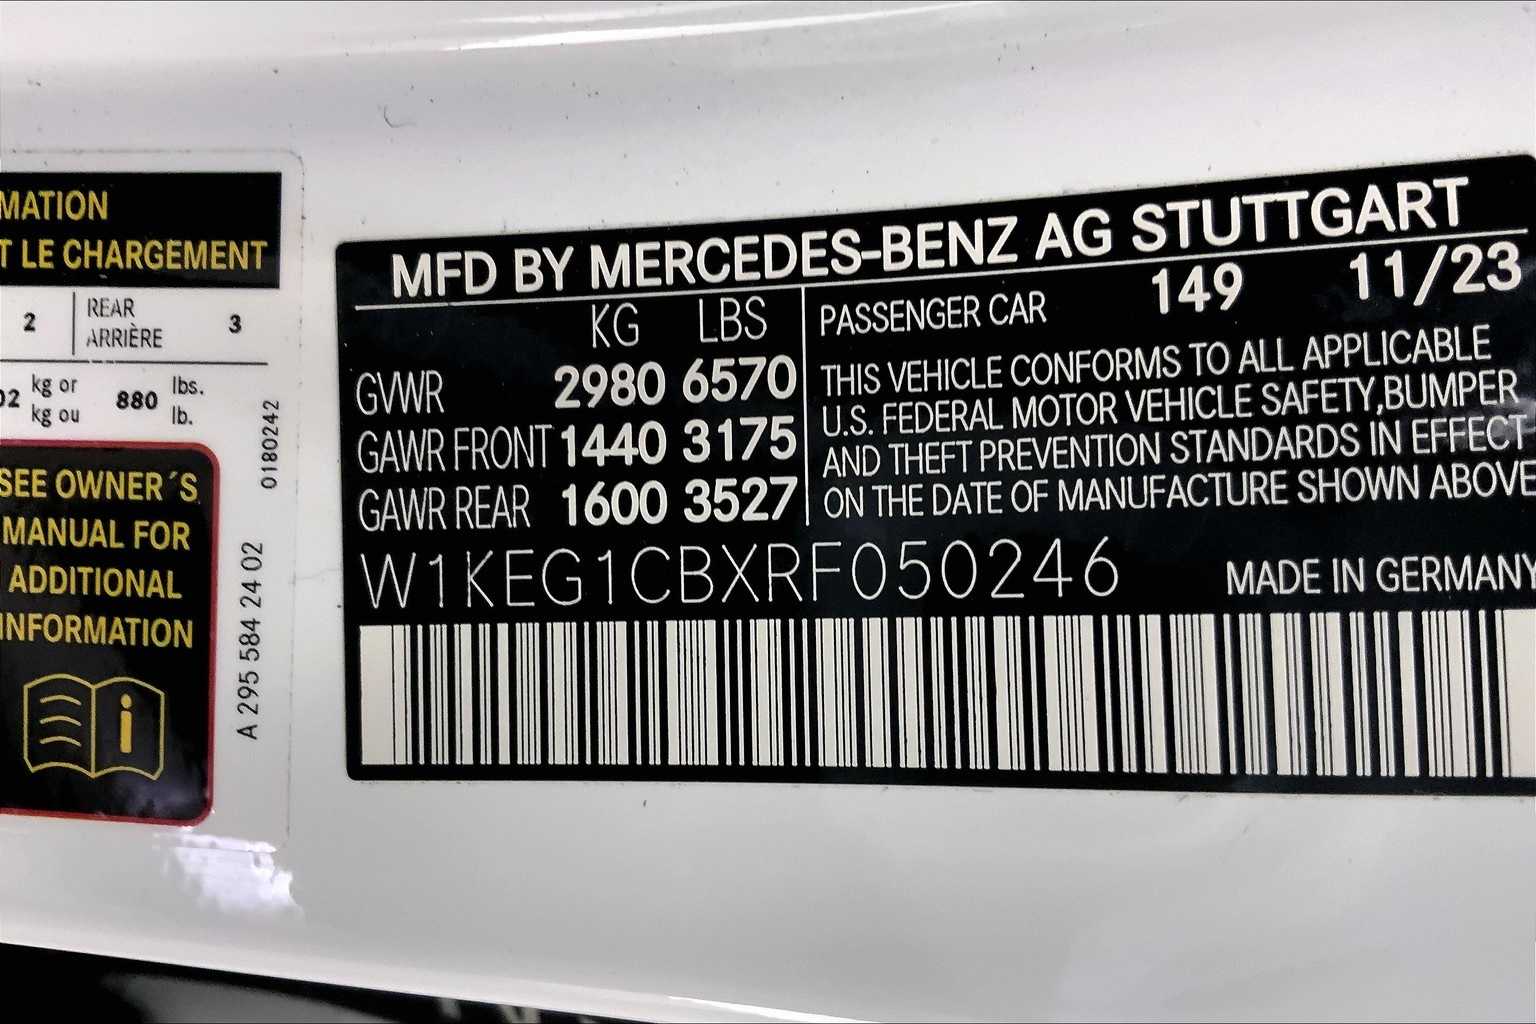 MATION
T LE CHARGEMENT
2 REAR ARRIÈRE 3
02 kg or kg ou 880 lbs. lb.
SEE OWNER´S
MANUAL FOR
ADDITIONAL
INFORMATION
0180242
A 295 584 24 02
MFD BY MERCEDES-BENZ AG STUTTGART
KG LBS
GVWR 2980 6570
GAWR FRONT 1440 3175
GAWR REAR 1600 3527
PASSENGER CAR 149 11/23
THIS VEHICLE CONFORMS TO ALL APPLICABLE
U.S. FEDERAL MOTOR VEHICLE SAFETY,BUMPER
AND THEFT PREVENTION STANDARDS IN EFFECT
ON THE DATE OF MANUFACTURE SHOWN ABOVE
W1KEG1CBXRF050246
MADE IN GERMANY